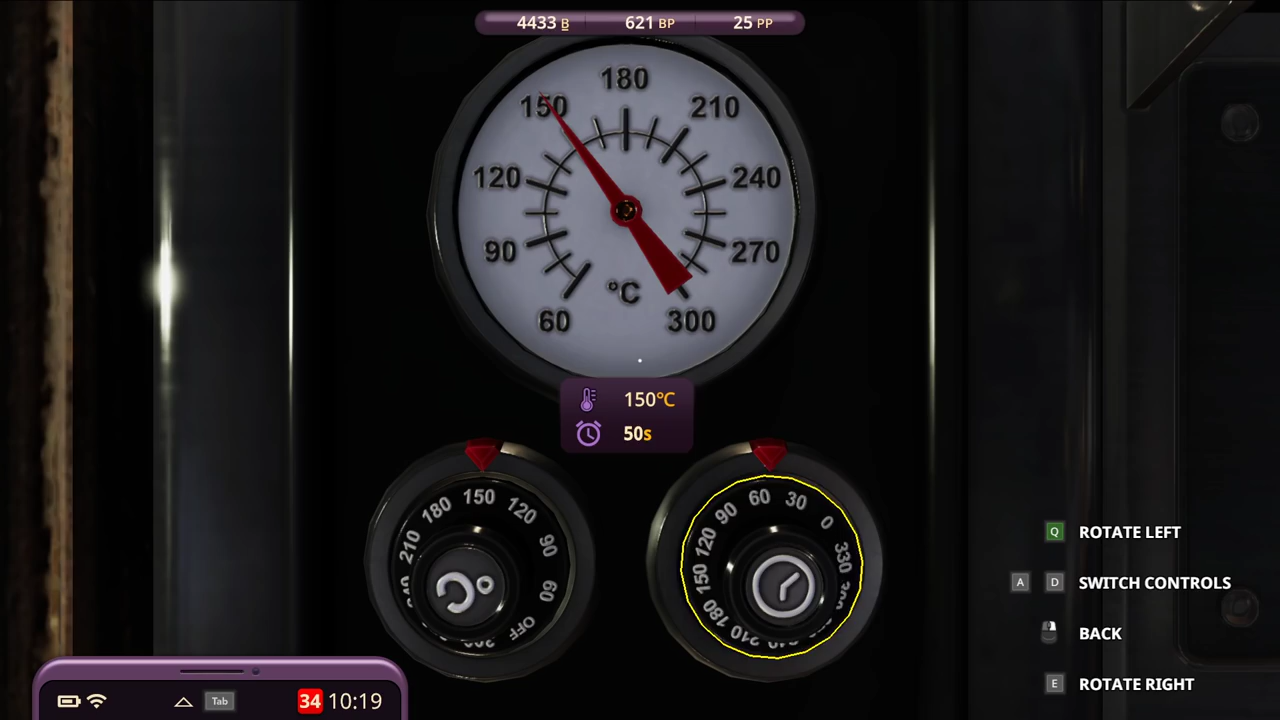 4433 B 621 BP 25 PP
180
150 210
120 240
90 270
°C
60 300
150°C
50s
150
180 120
210 90
60
OFF
60
90 30
120 0
150 330
180
210
Q ROTATE LEFT
A D SWITCH CONTROLS
BACK
E ROTATE RIGHT
Tab 34 10:19